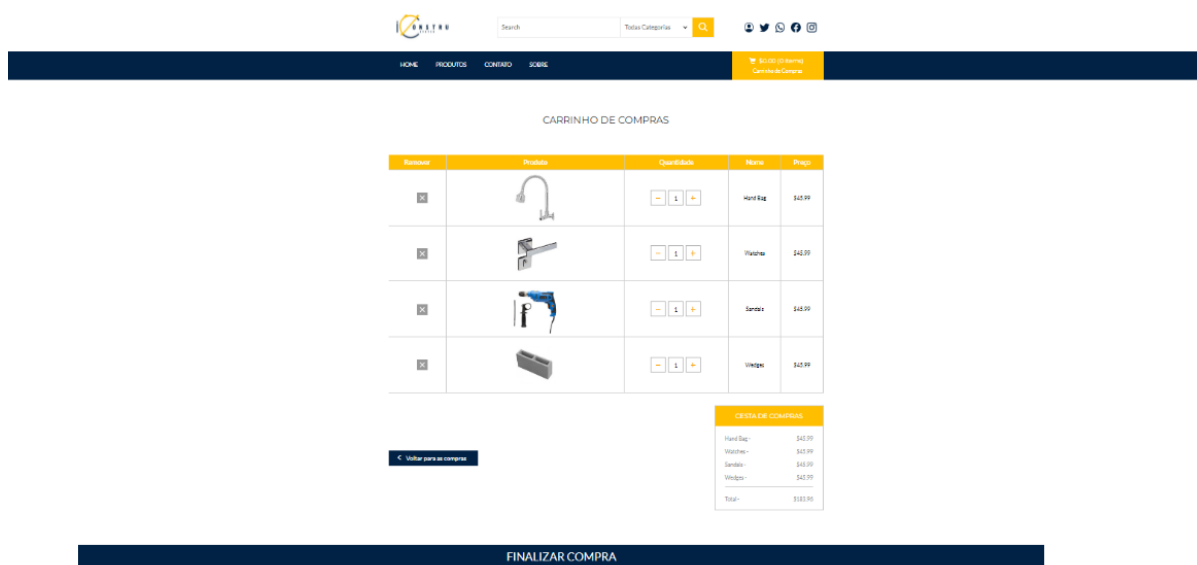 ONSTRU
Search
Todas Categorias
HOME PRODUTOS CONTATO SOBRE
$0.00 (0 items)
Carrinho de Compras
CARRINHO DE COMPRAS
Remover Produto Quantidade Nome Preço
- 1 + Hand Bag $45.99
- 1 + Watches $45.99
- 1 + Sandals $45.99
- 1 + Wedges $45.99
CESTA DE COMPRAS
Hand Bag - $45.99
Watches - $45.99
Sandals - $45.99
Wedges - $45.99
Total - $183.96
Voltar para as compras
FINALIZAR COMPRA